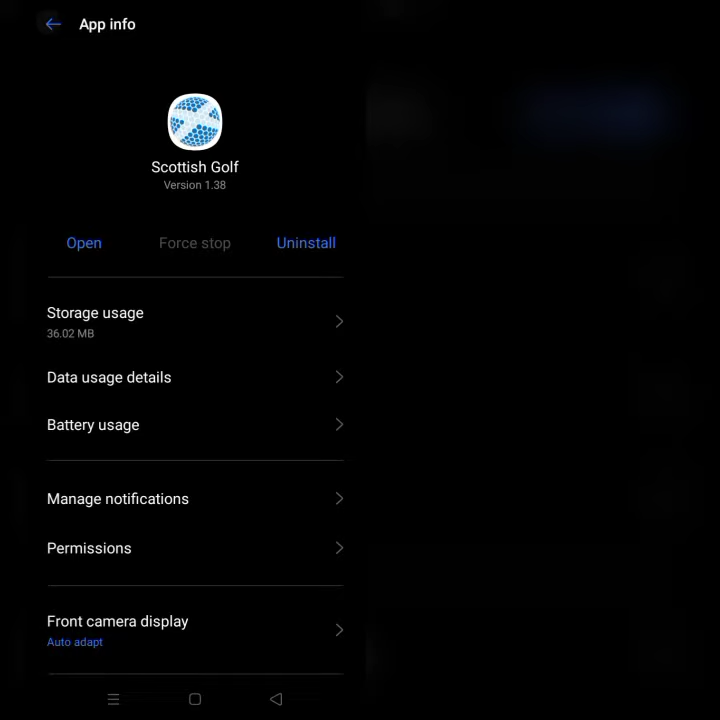 App info
Scottish Golf
Version 1.38
Open
Force stop
Uninstall
Storage usage
36.02 MB
Data usage details
Battery usage
Manage notifications
Permissions
Front camera display
Auto adapt